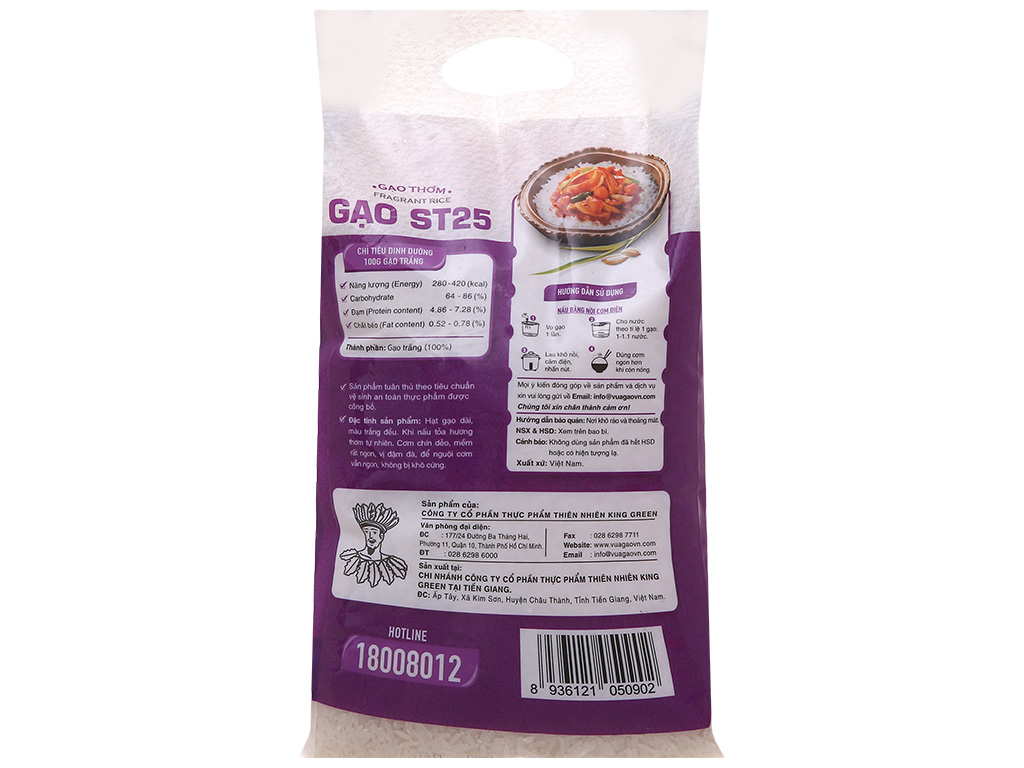 • GẠO THƠM •
FRAGRANT RICE
GẠO ST25
CHỈ TIÊU DINH DƯỠNG
100G GẠO TRẮNG
Năng lượng (Energy) 280-420 (kcal)
Carbohydrate 64 - 86 (%)
Đạm (Protein content) 4.86 - 7.28 (%)
Chất béo (Fat content) 0.52 - 0.78 (%)
Thành phần: Gạo trắng (100%)
Sản phẩm tuân thủ theo tiêu chuẩn
vệ sinh an toàn thực phẩm được
công bố.
Đặc tính sản phẩm: Hạt gạo dài,
màu trắng đều. Khi nấu tỏa hương
thơm tự nhiên. Cơm chín dẻo, mềm
rất ngon, vị đậm đà, để nguội cơm
vẫn ngon, không bị khô cứng.
HƯỚNG DẪN SỬ DỤNG
NẤU BẰNG NỒI CƠM ĐIỆN
1
Vo gạo
1 lần.
2
Cho nước
theo tỉ lệ 1 gạo:
1-1.1 nước.
3
Lau khô nồi,
cắm điện,
nhấn nút.
4
Dùng cơm
ngon hơn
khi còn nóng.
Mọi ý kiến đóng góp về sản phẩm và dịch vụ
xin vui lòng gửi về Email: info@vuagaovn.com
Chúng tôi xin chân thành cảm ơn!
Hướng dẫn bảo quản: Nơi khô ráo và thoáng mát.
NSX & HSD: Xem trên bao bì.
Cảnh báo: Không dùng sản phẩm đã hết HSD
hoặc có hiện tượng lạ.
Xuất xứ: Việt Nam.
Sản phẩm của:
CÔNG TY CỔ PHẦN THỰC PHẨM THIÊN NHIÊN KING GREEN
Văn phòng đại diện:
ĐC : 177/24 Đường Ba Tháng Hai,
Phường 11, Quận 10, Thành Phố Hồ Chí Minh.
ĐT : 028 6298 6000
Fax : 028 6298 7711
Website: www.vuagaovn.com
Email : info@vuagaovn.com
Sản xuất tại:
CHI NHÁNH CÔNG TY CỔ PHẦN THỰC PHẨM THIÊN NHIÊN KING
GREEN TẠI TIỀN GIANG.
ĐC: Ấp Tây, Xã Kim Sơn, Huyện Châu Thành, Tỉnh Tiền Giang, Việt Nam.
HOTLINE
18008012
8 936121 050902